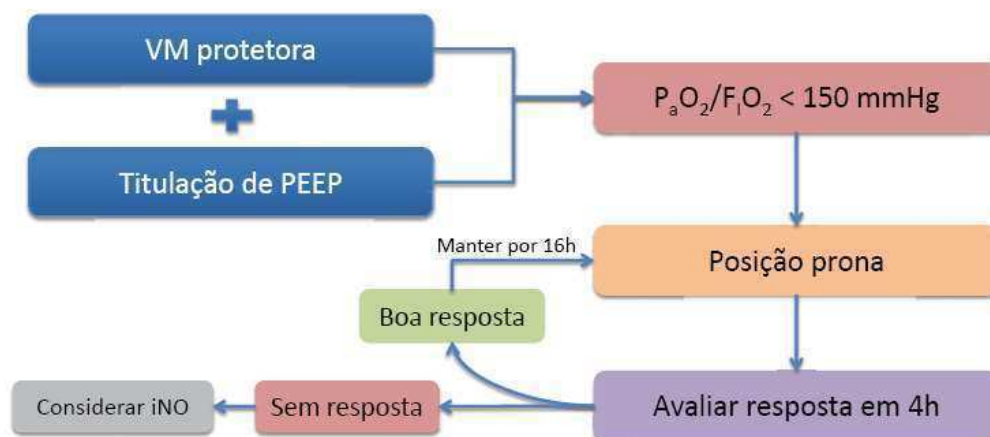 VM protetora
Titulação de PEEP
PaO2/FIO2 < 150 mmHg
Manter por 16h
Posição prona
Boa resposta
Considerar iNO
Sem resposta
Avaliar resposta em 4h